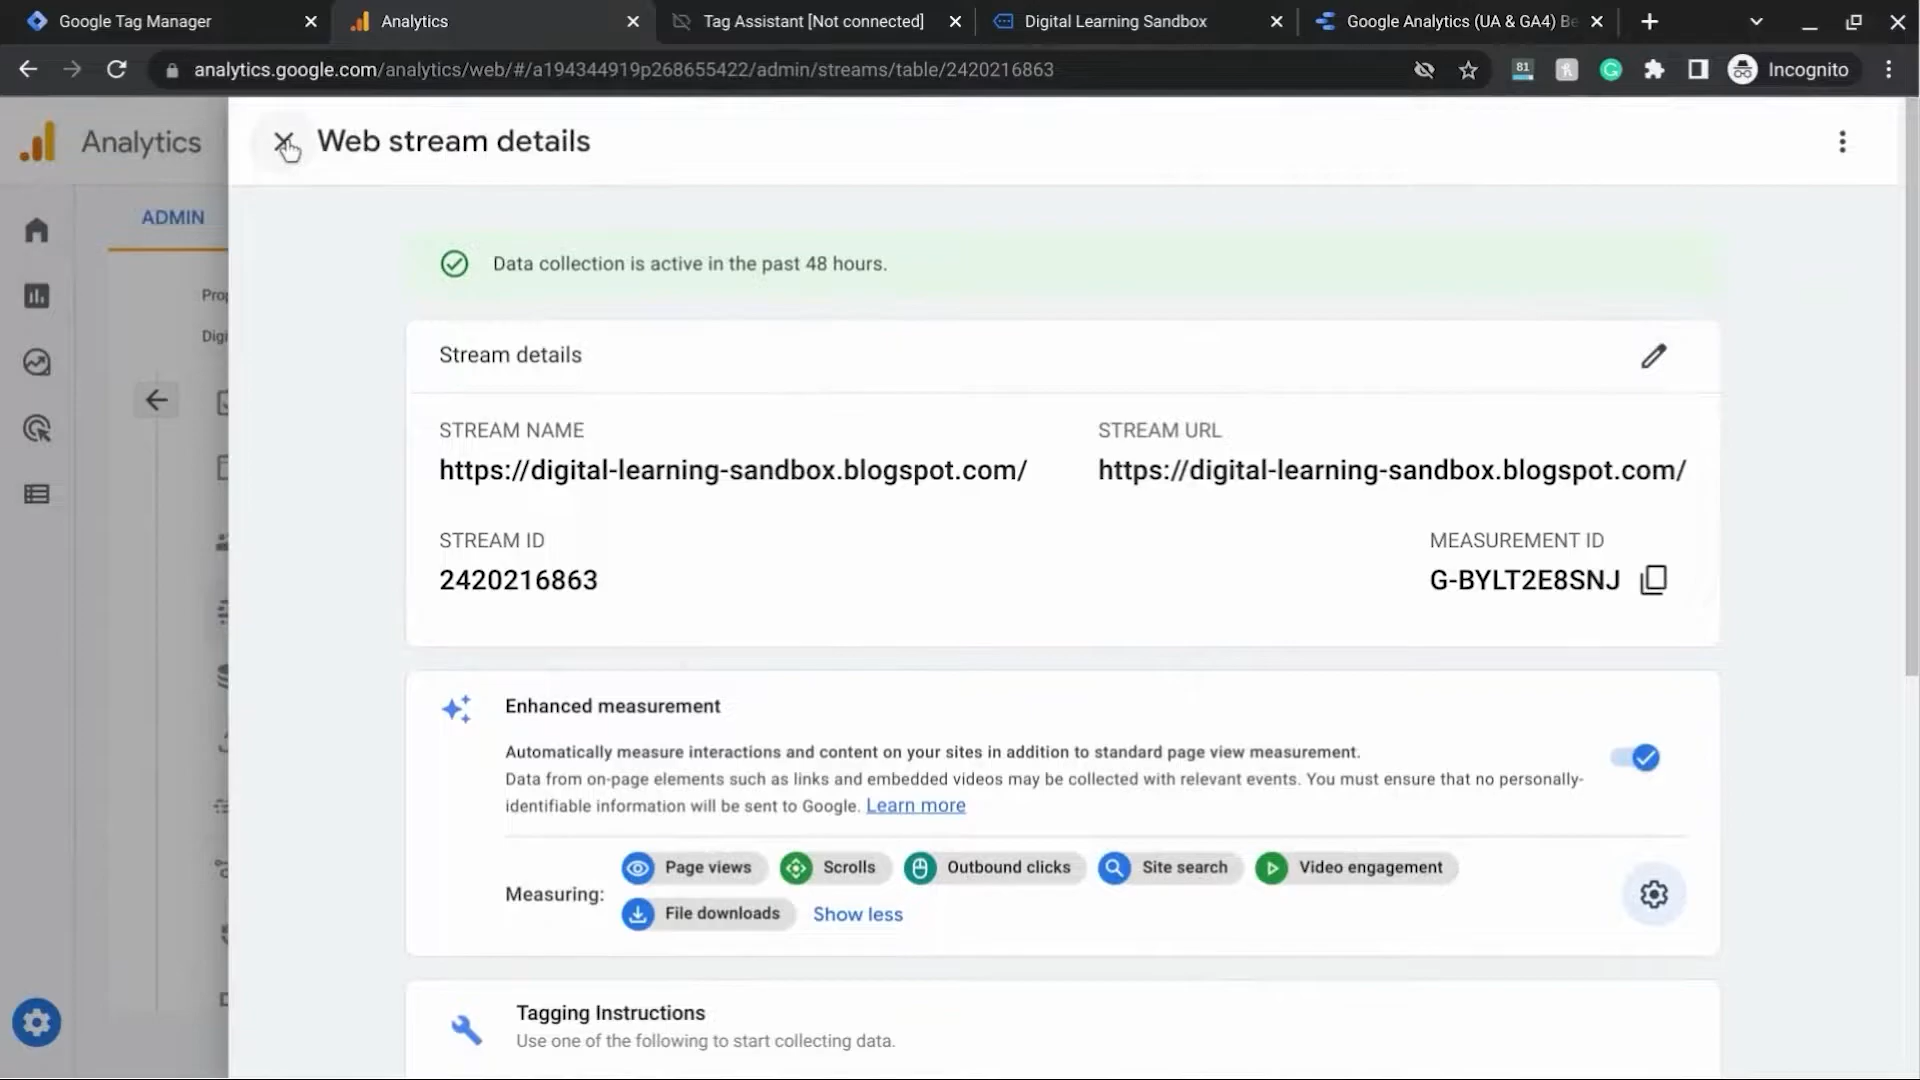 Google Tag Manager
Analytics
Tag Assistant [Not connected]
Digital Learning Sandbox
Google Analytics (UA & GA4) Be
analytics.google.com/analytics/web/#/a194344919p268655422/admin/streams/table/2420216863
81
Incognito
Analytics
Web stream details
ADMIN
Data collection is active in the past 48 hours.
Stream details
STREAM NAME
https://digital-learning-sandbox.blogspot.com/
STREAM URL
https://digital-learning-sandbox.blogspot.com/
STREAM ID
2420216863
MEASUREMENT ID
G-BYLT2E8SNJ
Enhanced measurement
Automatically measure interactions and content on your sites in addition to standard page view measurement.
Data from on-page elements such as links and embedded videos may be collected with relevant events. You must ensure that no personally-
identifiable information will be sent to Google. Learn more
Measuring:
Page views
Scrolls
Outbound clicks
Site search
Video engagement
File downloads
Show less
Tagging Instructions
Use one of the following to start collecting data.